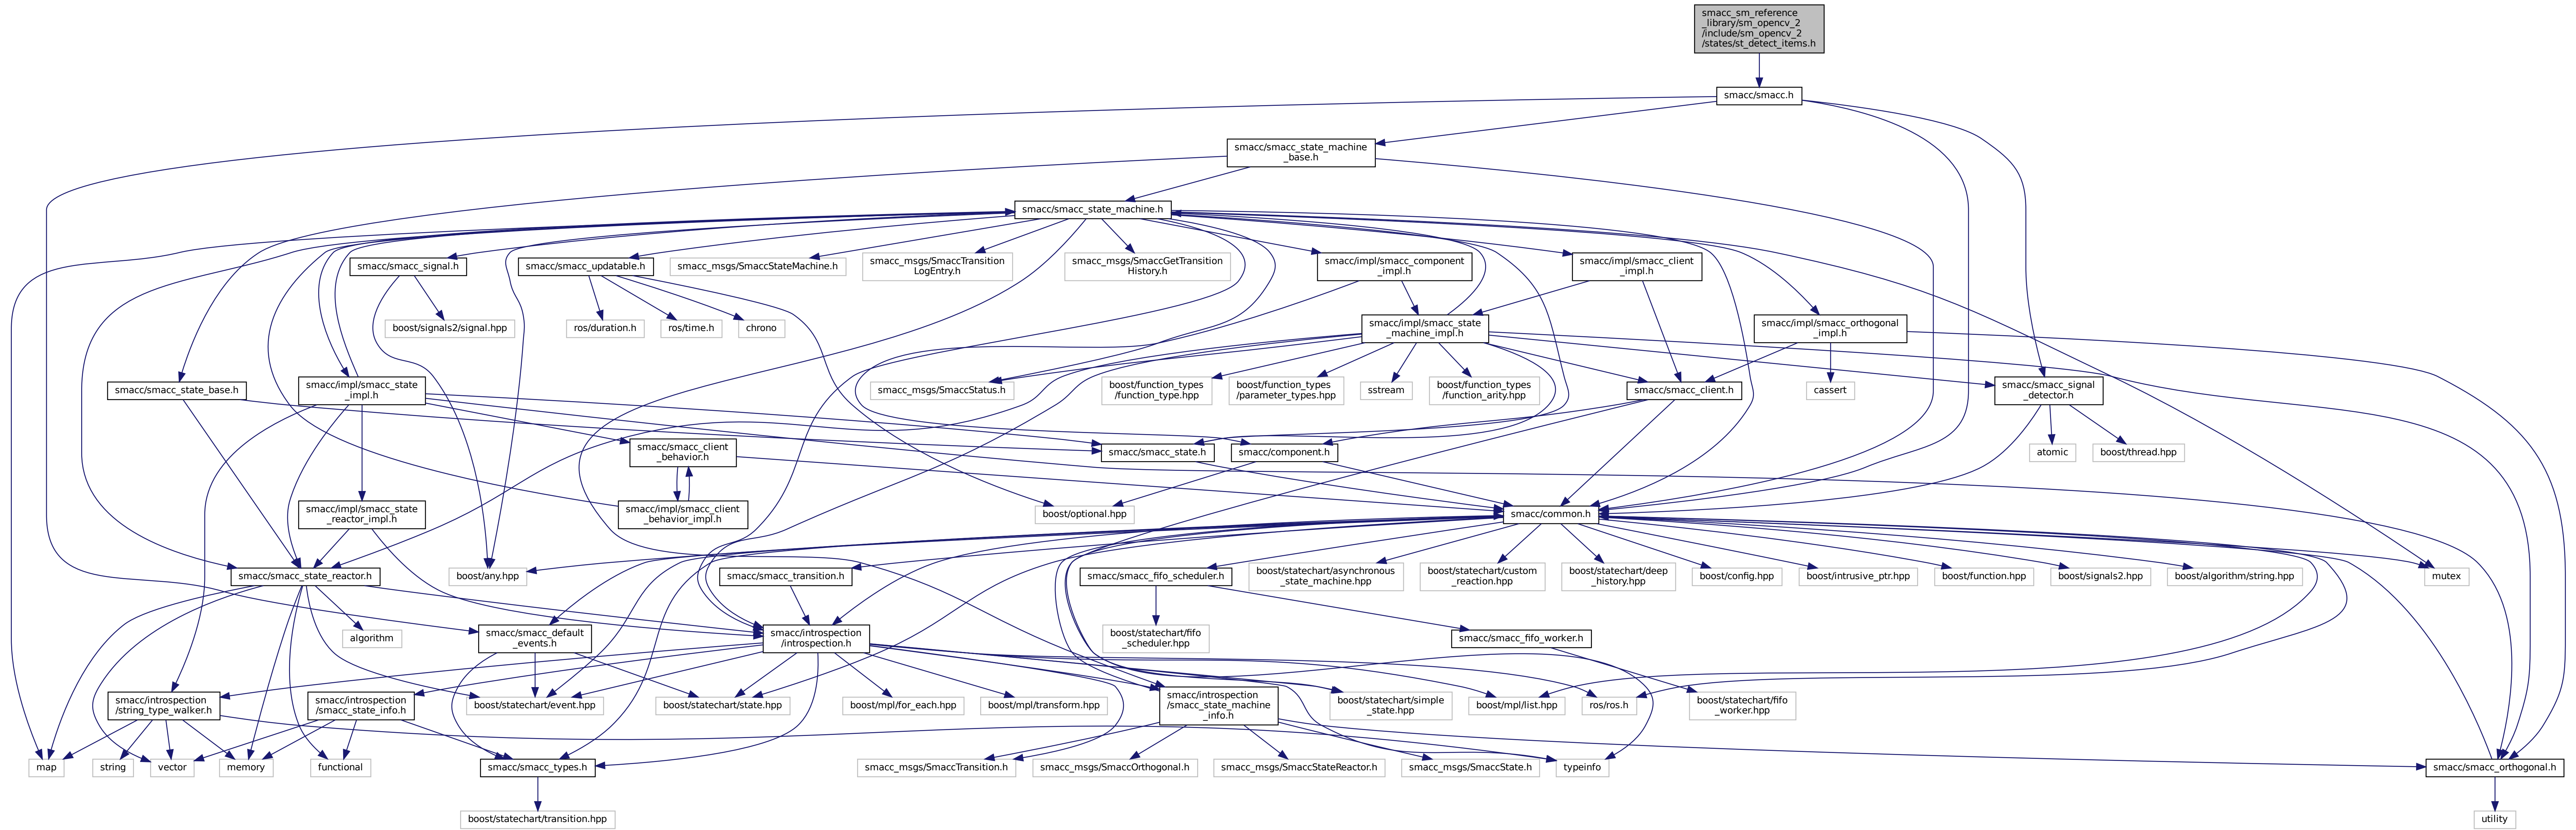 smacc_sm_reference
_library/sm_opencv_2
/include/sm_opencv_2
/states/st_detect_items.h
smacc/smacc.h
smacc/smacc_state_machine
_base.h
smacc/smacc_state_machine.h
smacc/smacc_signal.h
smacc/smacc_updatable.h
smacc_msgs/SmaccStateMachine.h
smacc_msgs/SmaccTransition
LogEntry.h
smacc_msgs/SmaccGetTransition
History.h
smacc/impl/smacc_component
_impl.h
smacc/impl/smacc_client
_impl.h
boost/signals2/signal.hpp
ros/duration.h
ros/time.h
chrono
smacc/impl/smacc_state
_machine_impl.h
smacc/impl/smacc_orthogonal
_impl.h
smacc/smacc_state_base.h
smacc/impl/smacc_state
_impl.h
smacc_msgs/SmaccStatus.h
boost/function_types
/function_type.hpp
boost/function_types
/parameter_types.hpp
sstream
boost/function_types
/function_arity.hpp
smacc/smacc_client.h
cassert
smacc/smacc_signal
_detector.h
smacc/smacc_client
_behavior.h
smacc/smacc_state.h
smacc/component.h
atomic
boost/thread.hpp
smacc/impl/smacc_state
_reactor_impl.h
smacc/impl/smacc_client
_behavior_impl.h
boost/optional.hpp
smacc/common.h
smacc/smacc_state_reactor.h
boost/any.hpp
smacc/smacc_transition.h
smacc/smacc_fifo_scheduler.h
boost/statechart/asynchronous
_state_machine.hpp
boost/statechart/custom
_reaction.hpp
boost/statechart/deep
_history.hpp
boost/config.hpp
boost/intrusive_ptr.hpp
boost/function.hpp
boost/signals2.hpp
boost/algorithm/string.hpp
mutex
algorithm
smacc/smacc_default
_events.h
smacc/introspection
/introspection.h
boost/statechart/fifo
_scheduler.hpp
smacc/smacc_fifo_worker.h
smacc/introspection
/string_type_walker.h
smacc/introspection
/smacc_state_info.h
boost/statechart/event.hpp
boost/statechart/state.hpp
boost/mpl/for_each.hpp
boost/mpl/transform.hpp
smacc/introspection
/smacc_state_machine
_info.h
boost/statechart/simple
_state.hpp
boost/mpl/list.hpp
ros/ros.h
boost/statechart/fifo
_worker.hpp
map
string
vector
memory
functional
smacc/smacc_types.h
smacc_msgs/SmaccTransition.h
smacc_msgs/SmaccOrthogonal.h
smacc_msgs/SmaccStateReactor.h
smacc_msgs/SmaccState.h
typeinfo
smacc/smacc_orthogonal.h
boost/statechart/transition.hpp
utility